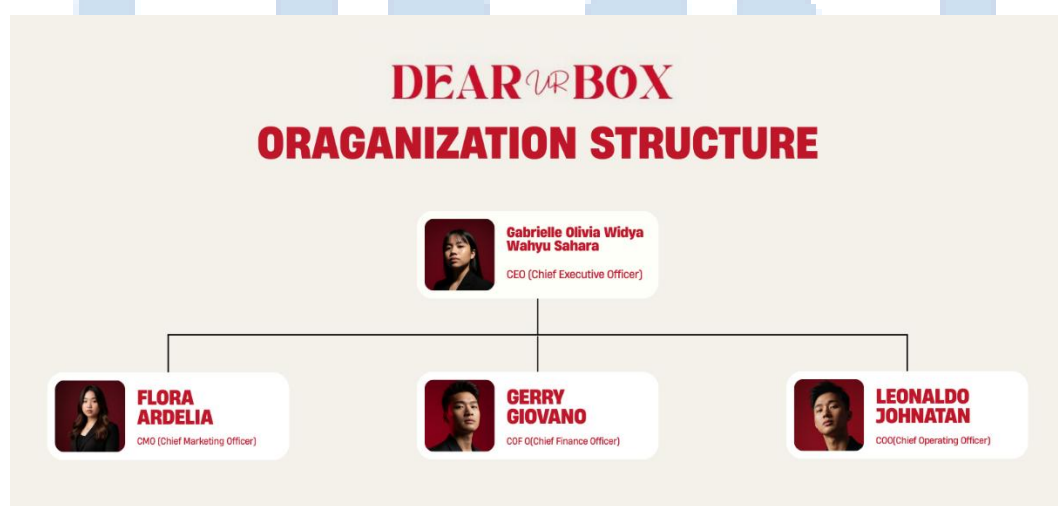 DEAR UR BOX
ORAGANIZATION STRUCTURE
Gabrielle Olivia Widya
Wahyu Sahara
CEO (Chief Executive Officer)
FLORA
ARDELIA
CMO (Chief Marketing Officer)
GERRY
GIOVANO
COF O(Chief Finance Officer)
LEONALDO
JOHNATAN
COO(Chief Operating Officer)